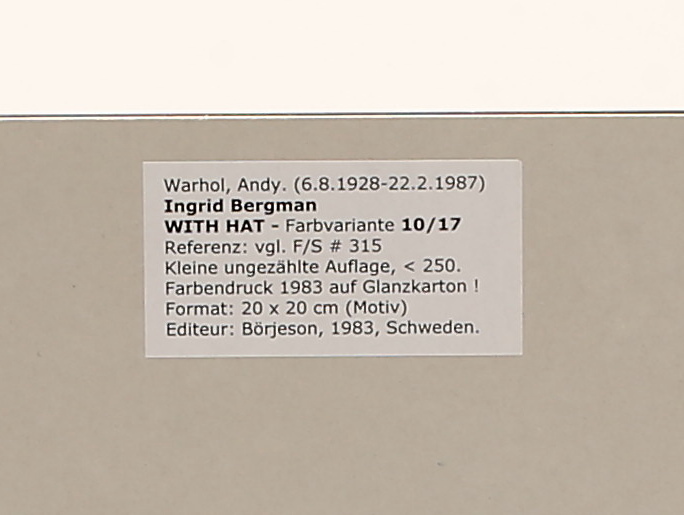 Warhol, Andy. (6.8.1928-22.2.1987)
Ingrid Bergman
WITH HAT - Farbvariante 10/17
Referenz: vgl. F/S # 315
Kleine ungezählte Auflage, < 250.
Farbendruck 1983 auf Glanzkarton !
Format: 20 x 20 cm (Motiv)
Editeur: Börjeson, 1983, Schweden.